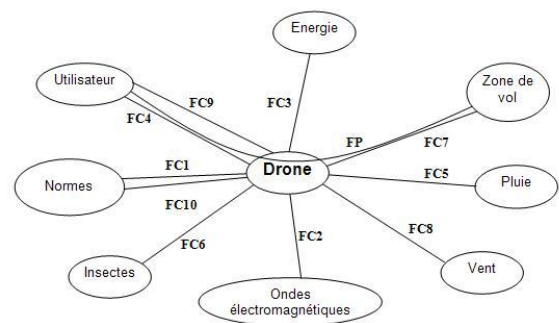 Energie
Utilisateur
Zone de
vol
FC9
FC3
FC4
FP
FC7
FC1
Drone
FC5
Normes
Pluie
FC10
FC6
FC2
FC8
Insectes
Vent
Ondes
électromagnétiques